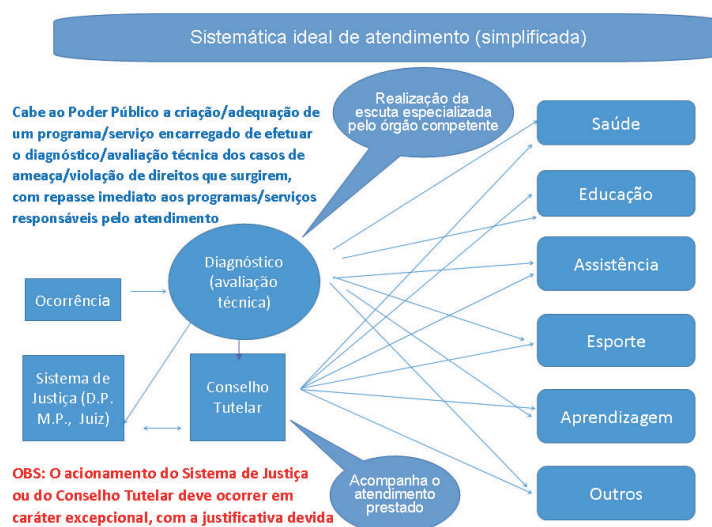 Sistemática ideal de atendimento (simplificada)
Realização da
escuta especializada
pelo órgão competente
Cabe ao Poder Público a criação/adequação de
um programa/serviço encarregado de efetuar
o diagnóstico/avaliação técnica dos casos de
ameaça/violação de direitos que surgirem,
com repasse imediato aos programas/serviços
responsáveis pelo atendimento
Saúde
Educação
Assistência
Esporte
Aprendizagem
Outros
Diagnóstico
(avaliação
técnica)
Ocorrência
Sistema de
Justiça (D.P.
M.P., Juiz)
Conselho
Tutelar
OBS: O acionamento do Sistema de Justiça
ou do Conselho Tutelar deve ocorrer em
caráter excepcional, com a justificativa devida
Acompanha o
atendimento
prestado